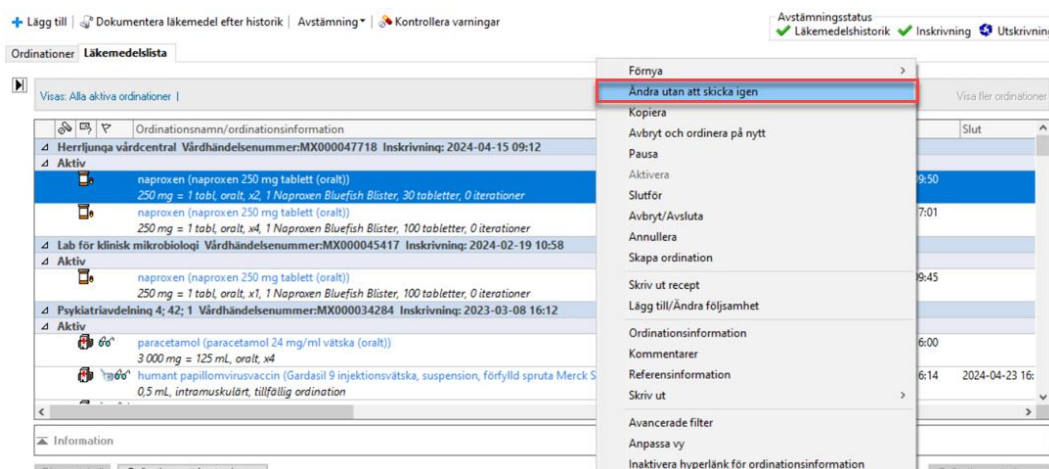 Lägg till | Dokumentera läkemedel efter historik | Avstämning | Kontrollera varningar
Avstämningsstatus
Läkemedelshistorik Inskrivning Utskrivning
Ordinationer Läkemedelslista
Visas: Alla aktiva ordinationer |
Visa fler ordinationer
Ordinationsnamn/ordinationsinformation
Slut
Herrljunga vårdcentral Vårdhändelsenummer:MX000047718 Inskrivning: 2024-04-15 09:12
Aktiv
naproxen (naproxen 250 mg tablett (oralt))
9:50
250 mg = 1 tabl, oralt, x2, 1 Naproxen Bluefish Blister, 30 tabletter, 0 iterationer
naproxen (naproxen 250 mg tablett (oralt))
7:01
250 mg = 1 tabl, oralt, x4, 1 Naproxen Bluefish Blister, 100 tabletter, 0 iterationer
Lab för klinisk mikrobiologi Vårdhändelsenummer:MX000045417 Inskrivning: 2024-02-19 10:58
Aktiv
naproxen (naproxen 250 mg tablett (oralt))
9:45
250 mg = 1 tabl, oralt, x1, 1 Naproxen Bluefish Blister, 100 tabletter, 0 iterationer
Psykiatriavdelning 4; 42; 1 Vårdhändelsenummer:MX000034284 Inskrivning: 2023-03-08 16:12
Aktiv
paracetamol (paracetamol 24 mg/ml vätska (oralt))
6:00
3 000 mg = 125 mL, oralt, x4
humant papillomvirusvaccin (Gardasil 9 injektionsvätska, suspension, förfylld spruta Merck S
6:14 2024-04-23 16:
0,5 mL, intramuskulärt, tillfällig ordination
Information
Förnya
Ändra utan att skicka igen
Kopiera
Avbryt och ordinera på nytt
Pausa
Aktivera
Slutför
Avbryt/Avsluta
Annullera
Skapa ordination
Skriv ut recept
Lägg till/Ändra följsamhet
Ordinationsinformation
Kommentarer
Referensinformation
Skriv ut
Avancerade filter
Anpassa vy
Inaktivera hyperlänk för ordinationsinformation